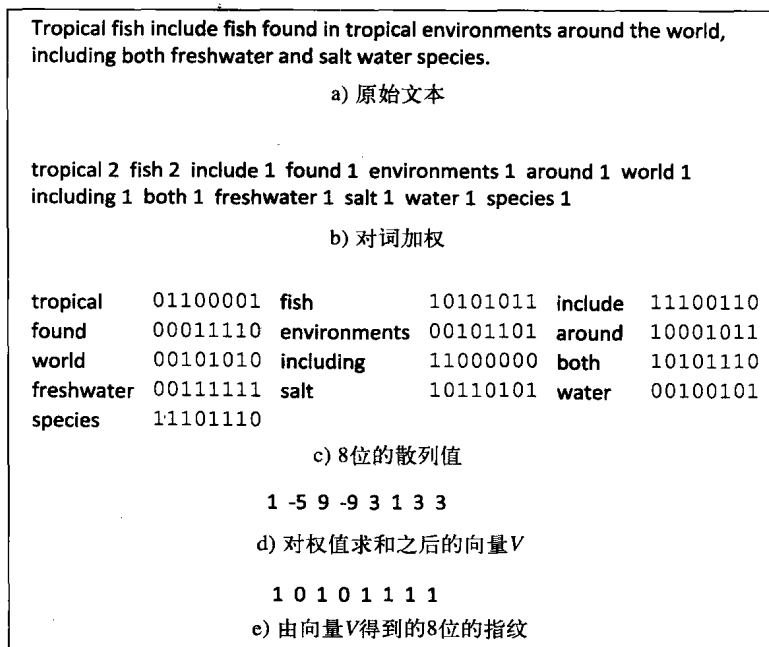 Tropical fish include fish found in tropical environments around the world,
including both freshwater and salt water species.
a) 原始文本
tropical 2 fish 2 include 1 found 1 environments 1 around 1 world 1
including 1 both 1 freshwater 1 salt 1 water 1 species 1
b) 对词加权
tropical 01100001 fish 10101011 include 11100110
found 00011110 environments 00101101 around 10001011
world 00101010 including 11000000 both 10101110
freshwater 00111111 salt 10110101 water 00100101
species 11101110
c) 8位的散列值
1 -5 9 -9 3 1 3 3
d) 对权值求和之后的向量V
1 0 1 0 1 1 1 1
e) 由向量V得到的8位的指纹